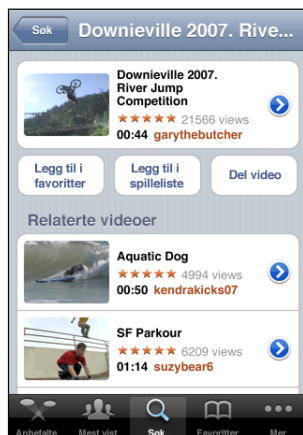 Søk
Downieville 2007. Rive...
Downieville 2007.
River Jump
Competition
21566 views
00:44 garythebutcher
Legg til i
favoritter
Legg til i
spilleliste
Del video
Relaterte videoer
Aquatic Dog
4994 views
00:50 kendrakicks07
SF Parkour
6209 views
01:14 suzybear6
Anbefalte
Mest vist
Søk
Favoritter
Mer